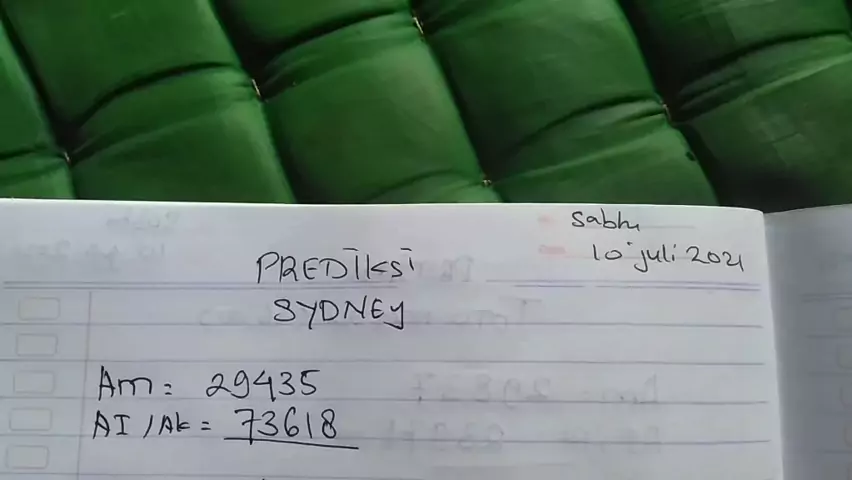 Sabtu
10 juli 2021
PREDIKSI
SYDNEY
Am = 29435
AI / Ak = 73618